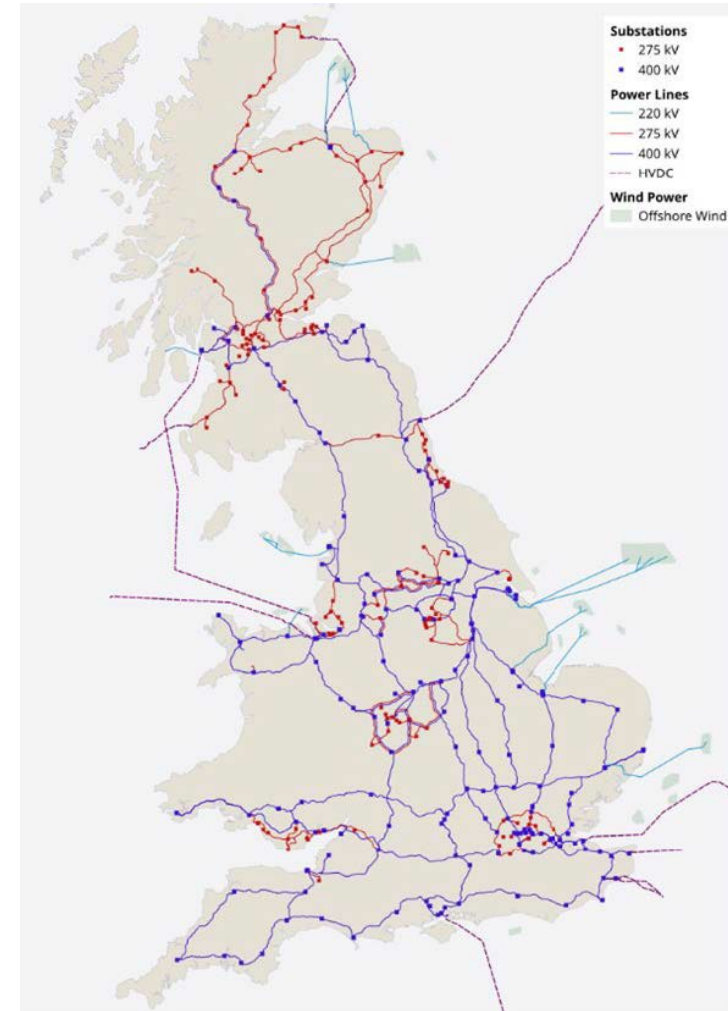 Substations
275 kV
400 kV
Power Lines
220 kV
275 kV
400 kV
HVDC
Wind Power
Offshore Wind